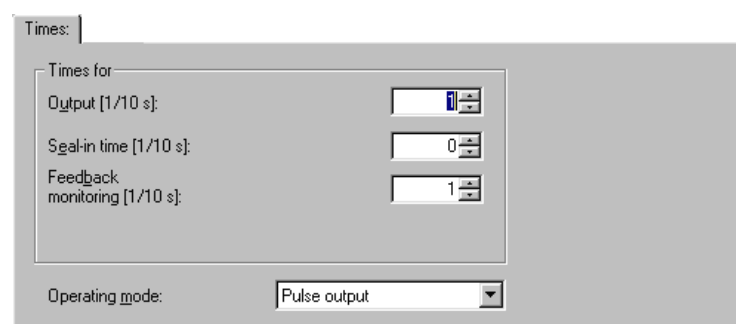 Times:
Times for
Output [1/10 s]:
1
Seal-in time [1/10 s]:
0
Feedback
monitoring [1/10 s]:
1
Operating mode:
Pulse output